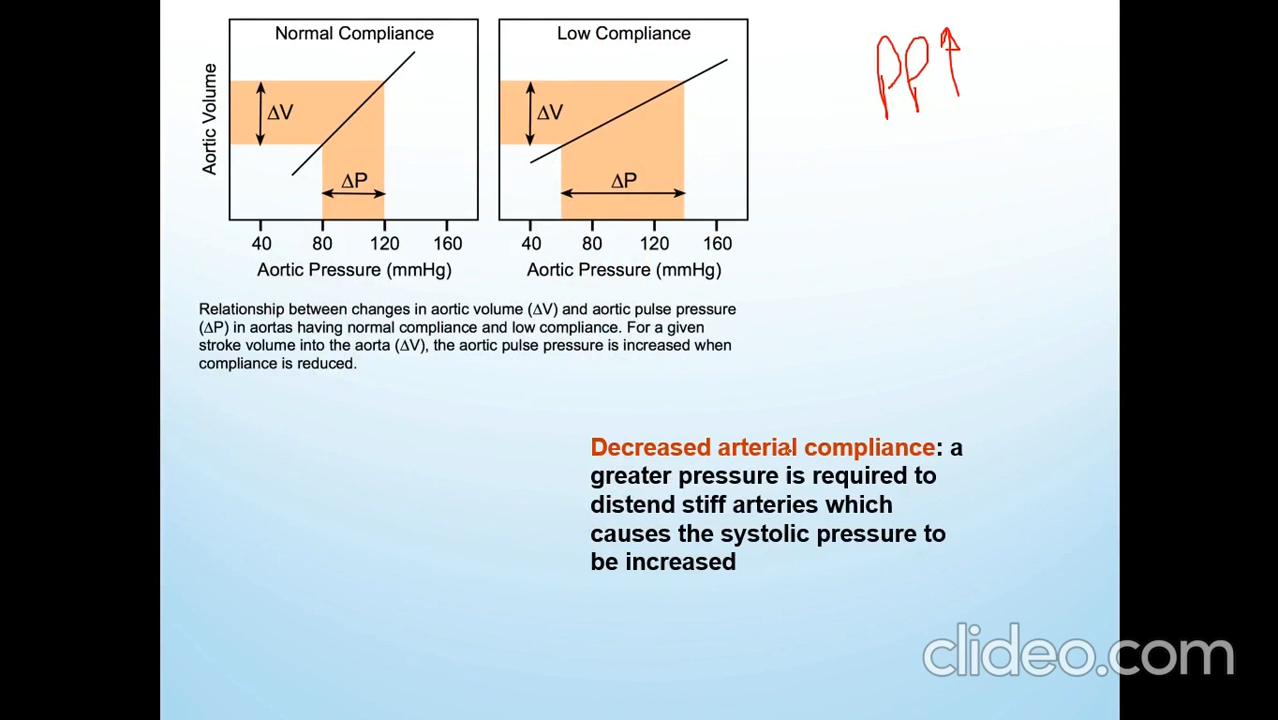 Normal Compliance
Low Compliance
PP↑
Aortic Volume
ΔV
ΔP
ΔV
ΔP
40 80 120 160
40 80 120 160
Aortic Pressure (mmHg)
Aortic Pressure (mmHg)
Relationship between changes in aortic volume (ΔV) and aortic pulse pressure
(ΔP) in aortas having normal compliance and low compliance. For a given
stroke volume into the aorta (ΔV), the aortic pulse pressure is increased when
compliance is reduced.
Decreased arterial compliance: a
greater pressure is required to
distend stiff arteries which
causes the systolic pressure to
be increased
clideo.com